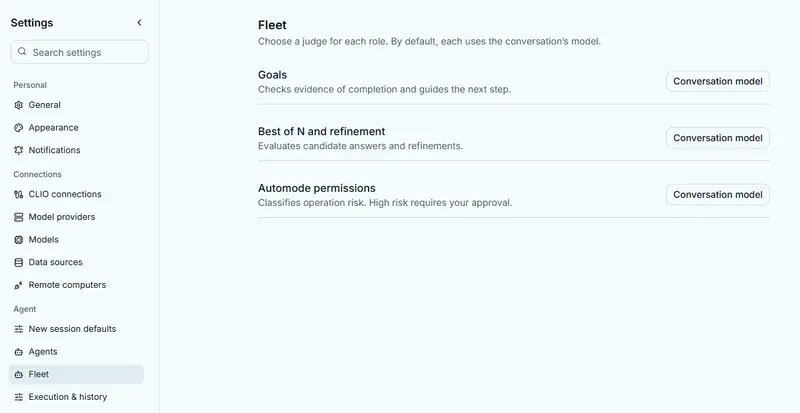 Settings
Search settings
Personal
General
Appearance
Notifications
Connections
CLIO connections
Model providers
Models
Data sources
Remote computers
Agent
New session defaults
Agents
Fleet
Execution & history
Fleet
Choose a judge for each role. By default, each uses the conversation's model.
Goals
Checks evidence of completion and guides the next step.
Conversation model
Best of N and refinement
Evaluates candidate answers and refinements.
Conversation model
Automode permissions
Classifies operation risk. High risk requires your approval.
Conversation model